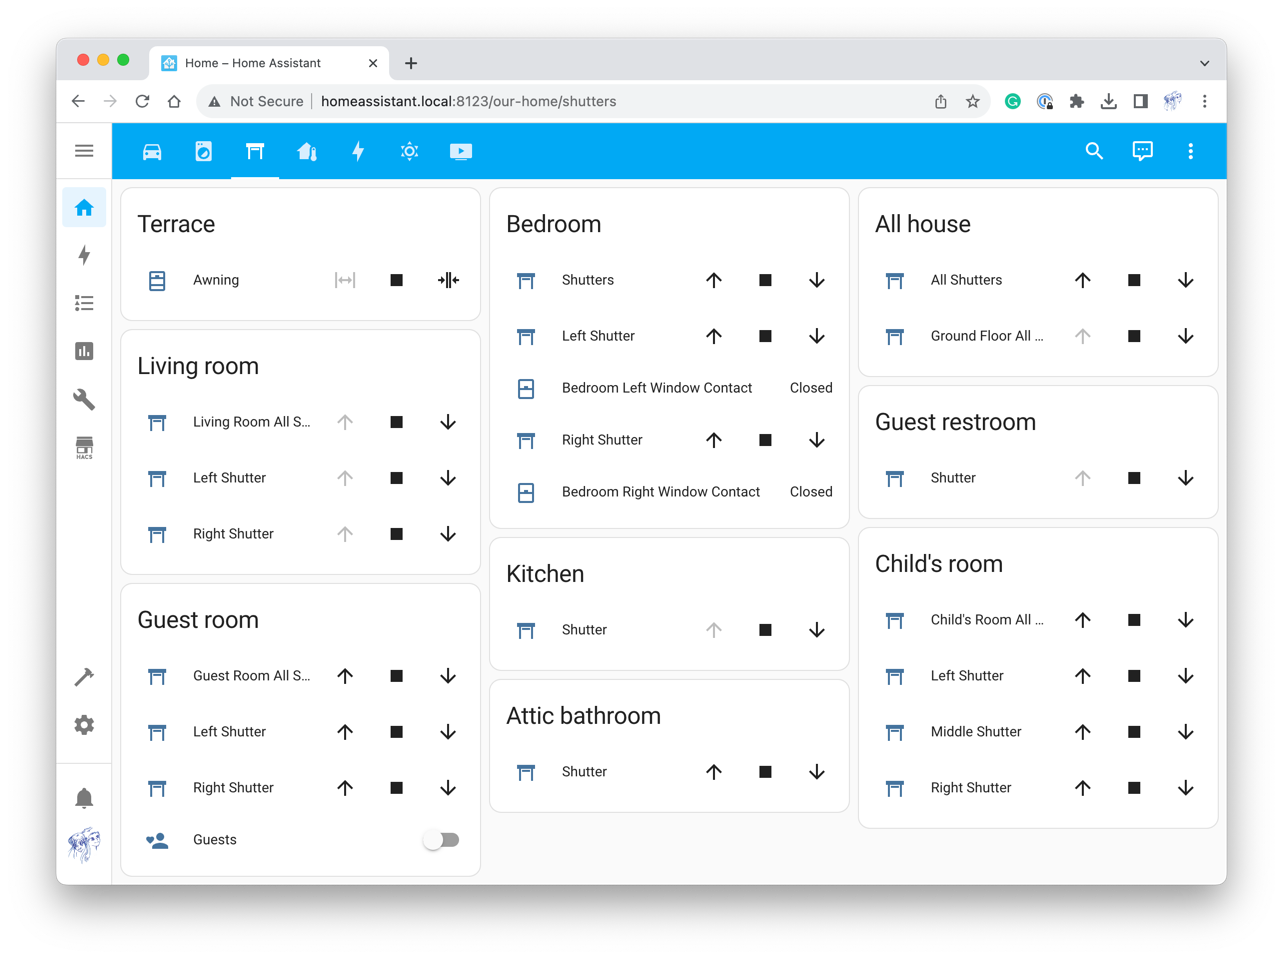 Home – Home Assistant
Not Secure
homeassistant.local:8123/our-home/shutters
HACS
Terrace
Awning
Living room
Living Room All S...
Left Shutter
Right Shutter
Guest room
Guest Room All S...
Left Shutter
Right Shutter
Guests
Bedroom
Shutters
Left Shutter
Bedroom Left Window Contact Closed
Right Shutter
Bedroom Right Window Contact Closed
Kitchen
Shutter
Attic bathroom
Shutter
All house
All Shutters
Ground Floor All ...
Guest restroom
Shutter
Child's room
Child's Room All ...
Left Shutter
Middle Shutter
Right Shutter